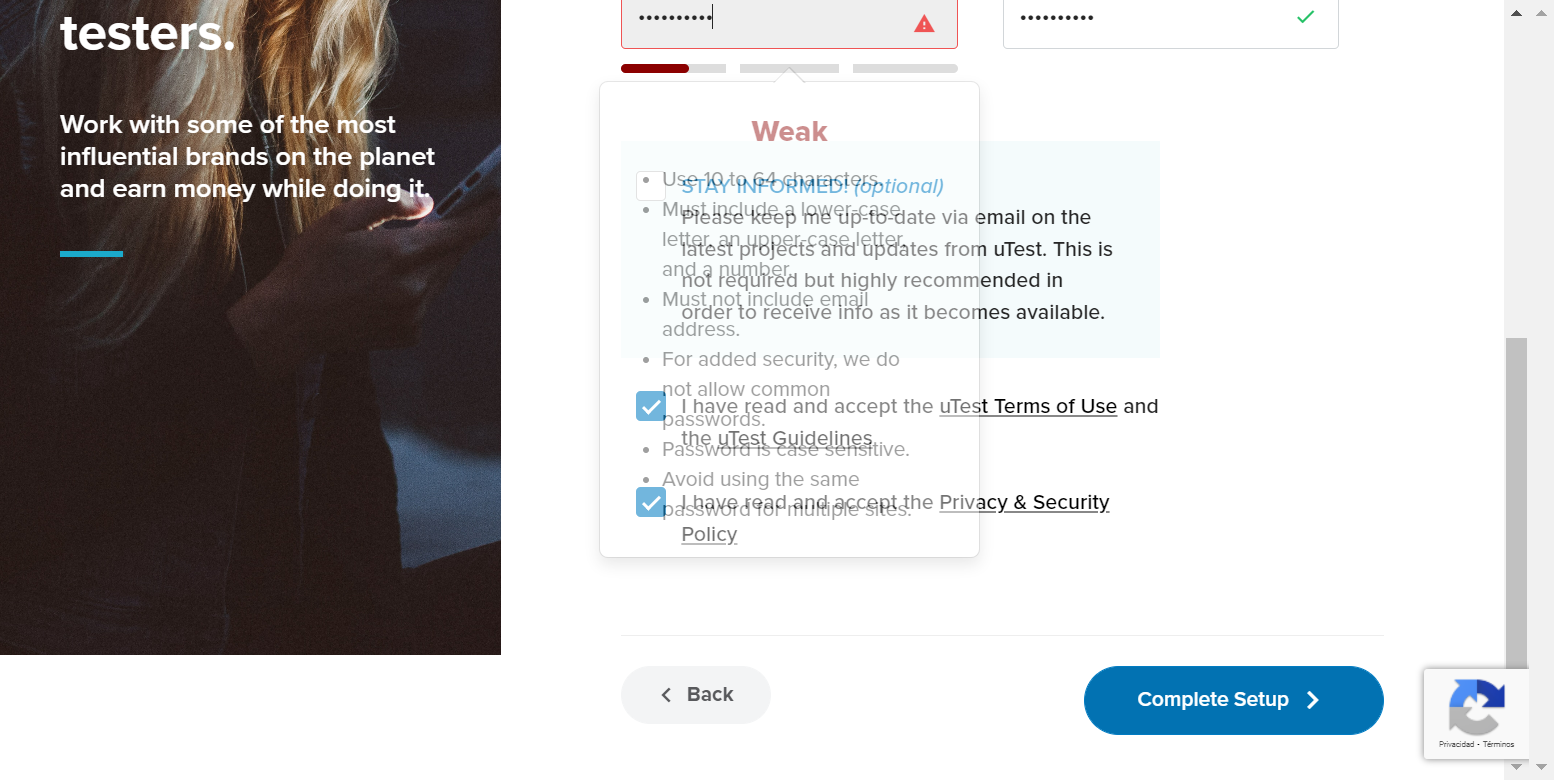 testers.
Work with some of the most
influential brands on the planet
and earn money while doing it.
Weak
Use 10 to 64 characters.
Must include a lower-case
letter, an upper-case letter,
and a number.
Must not include email
address.
For added security, we do
not allow common
passwords.
Password is case sensitive.
Avoid using the same
password for multiple sites.
STAY INFORMED! (optional)
Please keep me up-to-date via email on the
latest projects and updates from uTest. This is
not required but highly recommended in
order to receive info as it becomes available.
I have read and accept the uTest Terms of Use and
the uTest Guidelines
I have read and accept the Privacy & Security
Policy
Back
Complete Setup
Privacidad - Términos